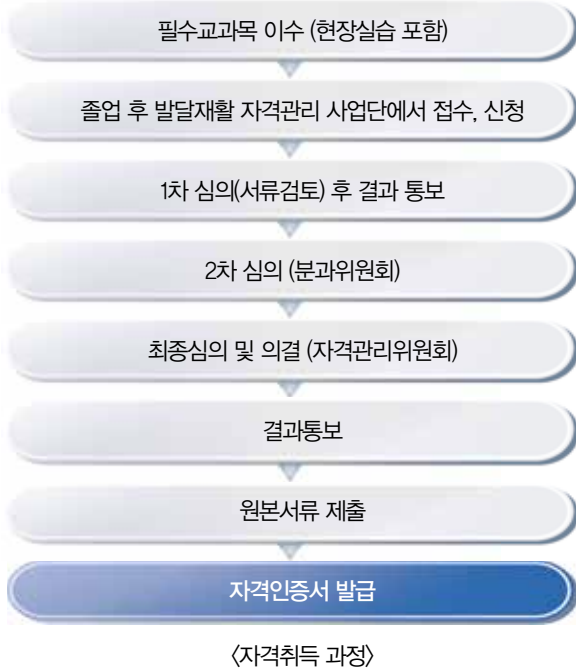 필수교과목 이수 (현장실습 포함)
졸업 후 발달재활 자격관리 사업단에서 접수, 신청
1차 심의(서류검토) 후 결과 통보
2차 심의 (분과위원회)
최종심의 및 의결 (자격관리위원회)
결과통보
원본서류 제출
자격인증서 발급
〈자격취득 과정〉